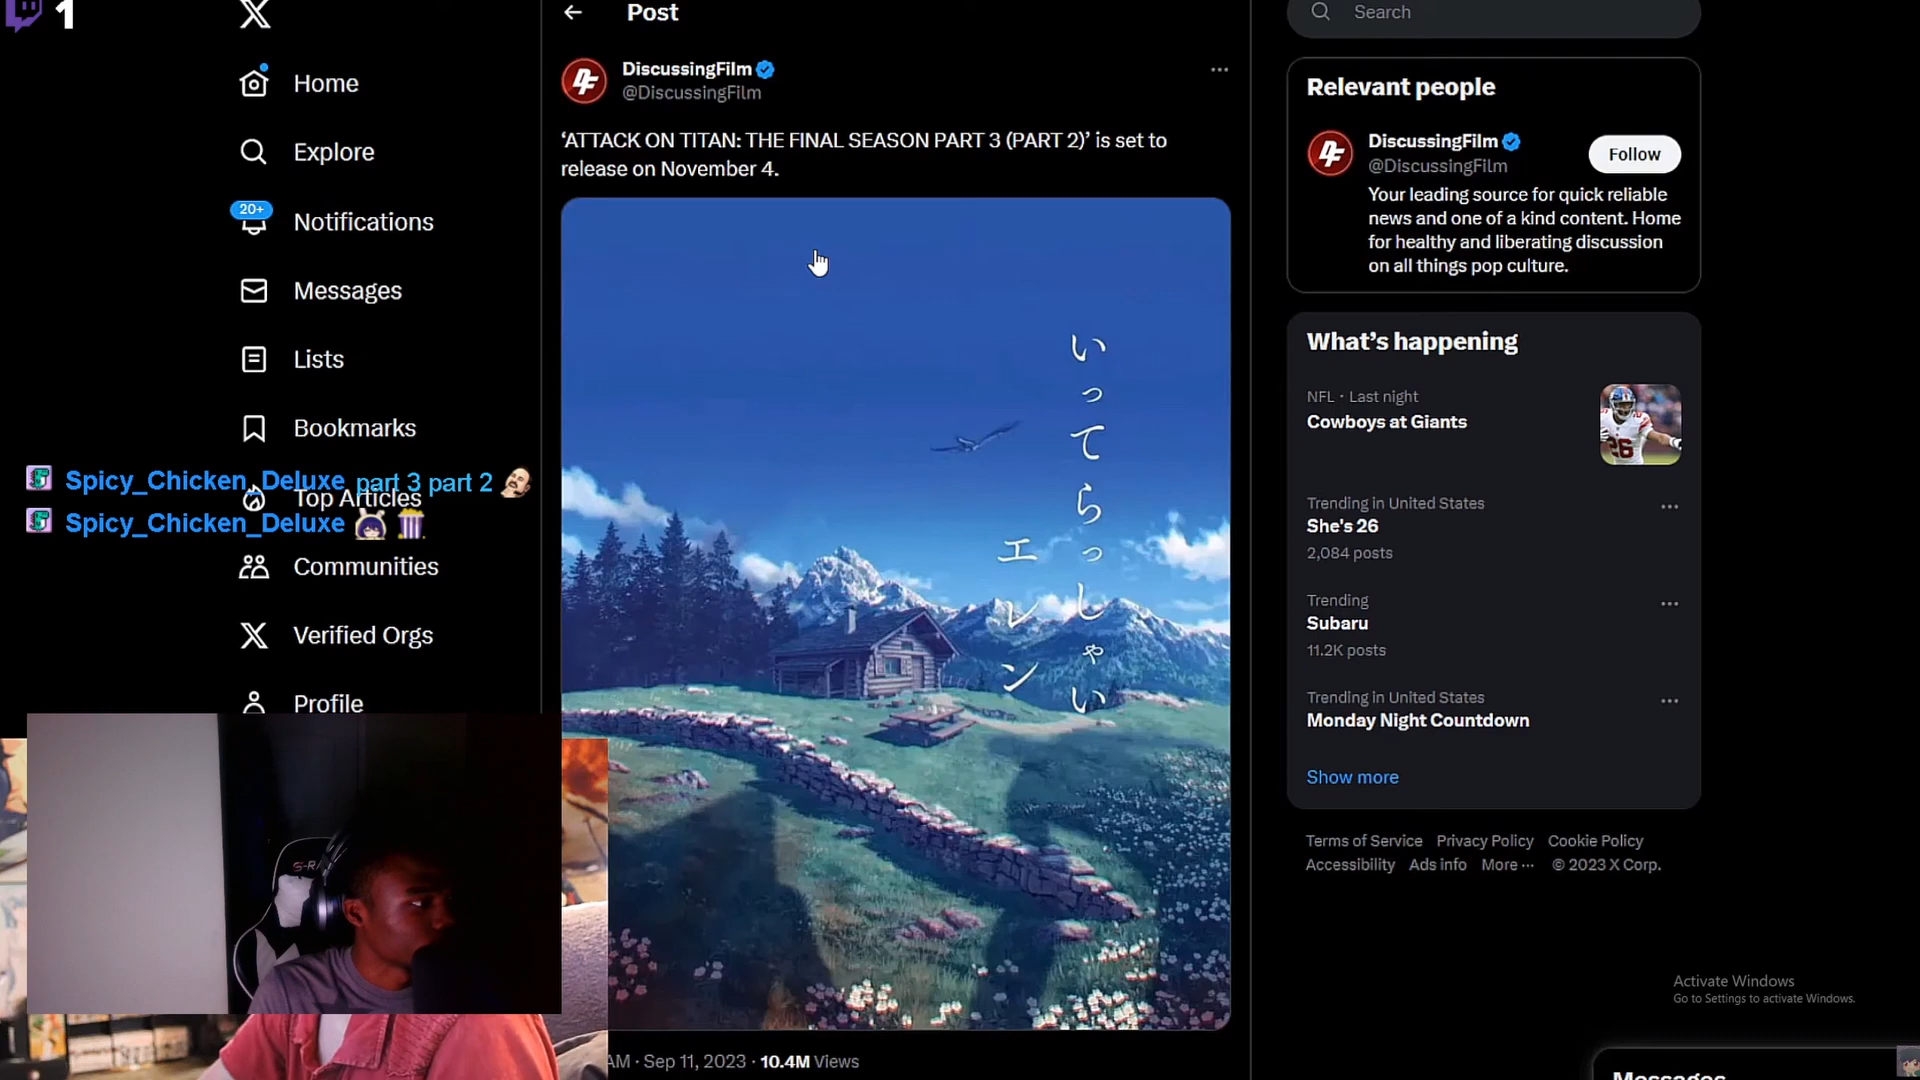 1
Home
Explore
20+
Notifications
Messages
Lists
Bookmarks
Spicy_Chicken_Deluxe part 3 part 2
Top Articles
Spicy_Chicken_Deluxe
Communities
Verified Orgs
Profile
Post
DiscussingFilm
@DiscussingFilm
‘ATTACK ON TITAN: THE FINAL SEASON PART 3 (PART 2)’ is set to
release on November 4.
いってらっしゃい
エレン
AM · Sep 11, 2023 · 10.4M Views
Search
Relevant people
DiscussingFilm
@DiscussingFilm
Follow
Your leading source for quick reliable
news and one of a kind content. Home
for healthy and liberating discussion
on all things pop culture.
What’s happening
NFL · Last night
Cowboys at Giants
Trending in United States
She's 26
2,084 posts
Trending
Subaru
11.2K posts
Trending in United States
Monday Night Countdown
Show more
Terms of Service Privacy Policy Cookie Policy
Accessibility Ads info More ··· © 2023 X Corp.
Activate Windows
Go to Settings to activate Windows.
Messages